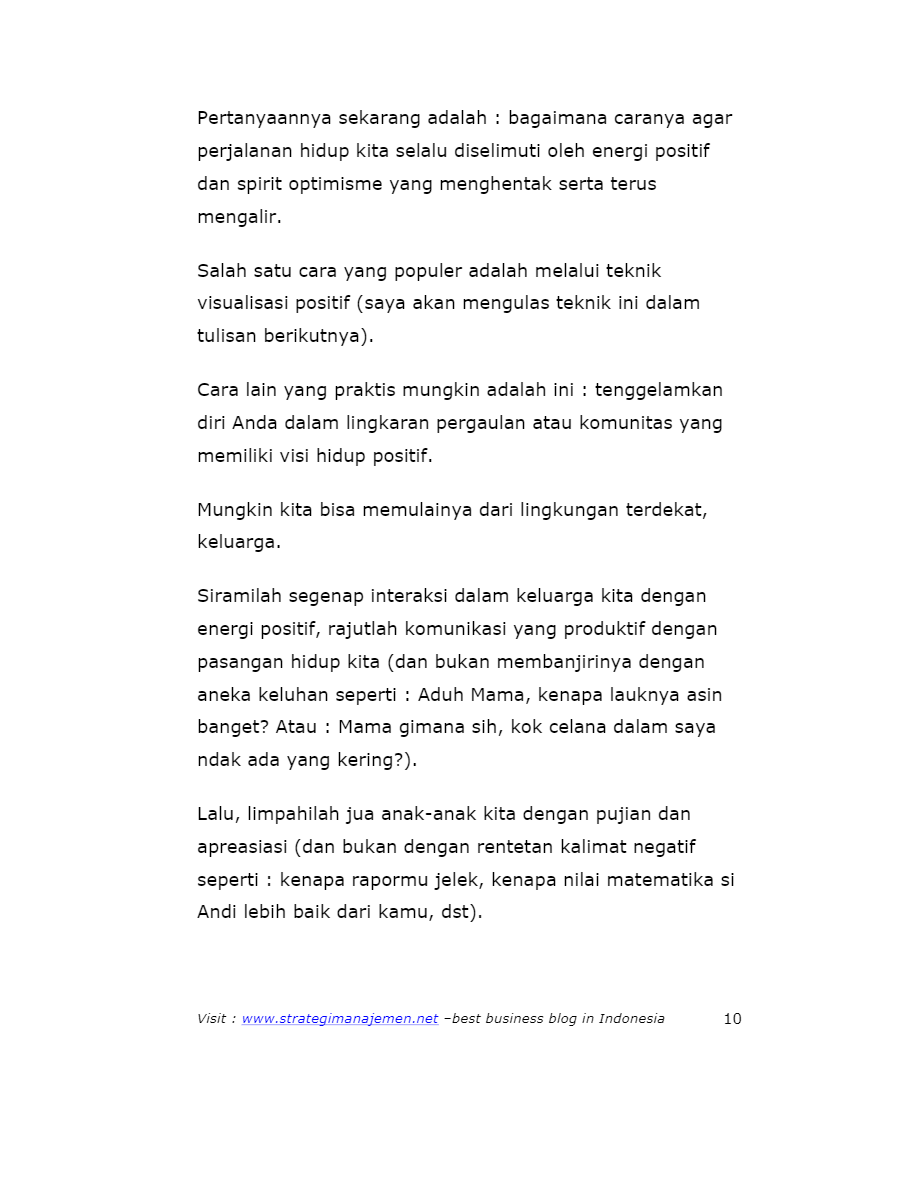 Pertanyaannya sekarang adalah : bagaimana caranya agar
perjalanan hidup kita selalu diselimuti oleh energi positif
dan spirit optimisme yang menghentak serta terus
mengalir.
Salah satu cara yang populer adalah melalui teknik
visualisasi positif (saya akan mengulas teknik ini dalam
tulisan berikutnya).
Cara lain yang praktis mungkin adalah ini : tenggelamkan
diri Anda dalam lingkaran pergaulan atau komunitas yang
memiliki visi hidup positif.
Mungkin kita bisa memulainya dari lingkungan terdekat,
keluarga.
Siramilah segenap interaksi dalam keluarga kita dengan
energi positif, rajutlah komunikasi yang produktif dengan
pasangan hidup kita (dan bukan membanjirinya dengan
aneka keluhan seperti : Aduh Mama, kenapa lauknya asin
banget? Atau : Mama gimana sih, kok celana dalam saya
ndak ada yang kering?).
Lalu, limpahilah jua anak-anak kita dengan pujian dan
apreasiasi (dan bukan dengan rentetan kalimat negatif
seperti : kenapa rapormu jelek, kenapa nilai matematika si
Andi lebih baik dari kamu, dst).
Visit : www.strategimanajemen.net –best business blog in Indonesia 10